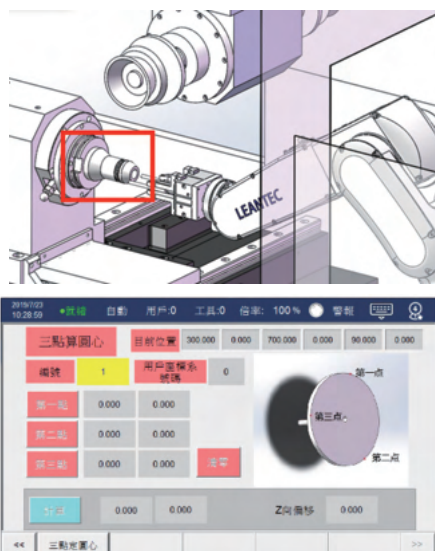 LEANTEC
2019/7/23
10:28:59 •就緒 自動 用戶:0 工具:0 倍率: 100% 警報
三點算圓心 目前位置 300.000 0.000 700.000 0.000 90.000 0.000
編號 1 用戶座標系
號碼 0
第一點 0.000 0.000
第二點 0.000 0.000
第三點 0.000 0.000 清零
第一点
第三点
第二点
計算 0.000 0.000 Z向偏移 0.000
<< 三點定圓心 >>